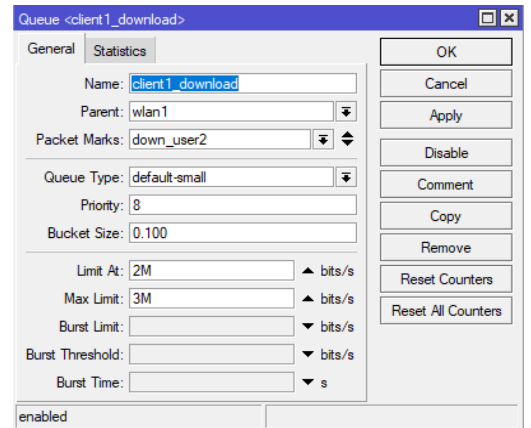 Queue <client1_download>
General Statistics
Name: client1_download
Parent: wlan1
Packet Marks: down_user2
Queue Type: default-small
Priority: 8
Bucket Size: 0.100
Limit At: 2M bits/s
Max Limit: 3M bits/s
Burst Limit: bits/s
Burst Threshold: bits/s
Burst Time: s
enabled
OK
Cancel
Apply
Disable
Comment
Copy
Remove
Reset Counters
Reset All Counters